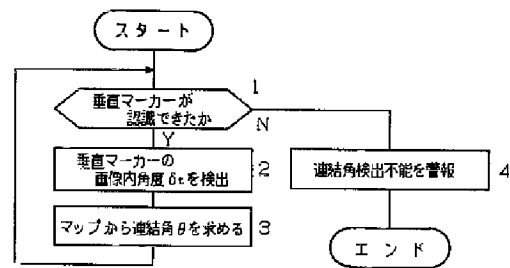 スタート
1
垂直マーカーが
認識できたか
N
Y
垂直マーカーの
画像内角度δtを検出
2
連結角検出不能を警報
4
マップから連結角θを求める
3
エンド